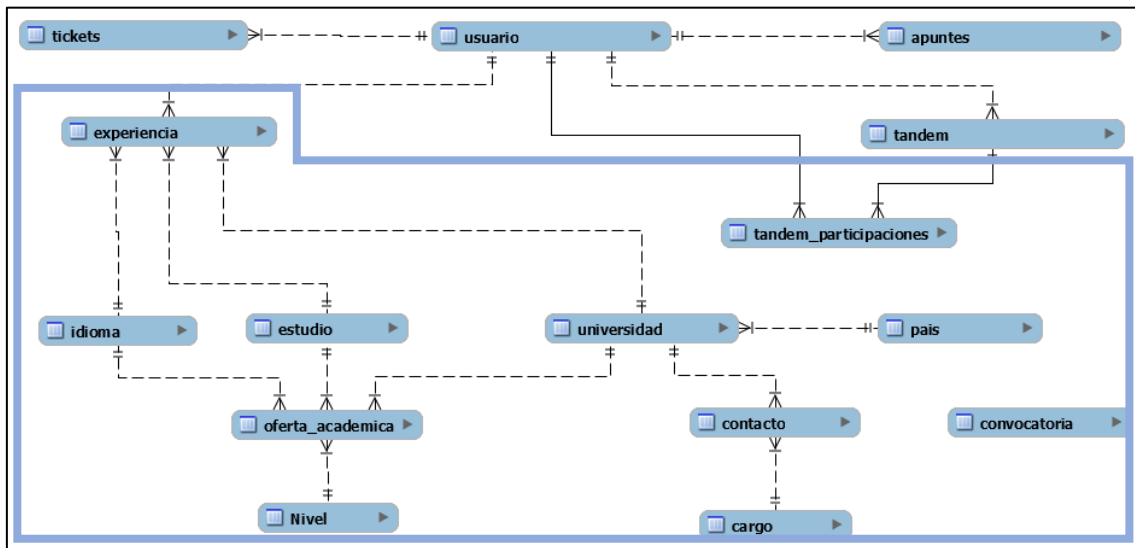 tickets
usuario
apuntes
experiencia
tandem
tandem_participaciones
idioma
estudio
universidad
pais
oferta_academica
contacto
convocatoria
Nivel
cargo